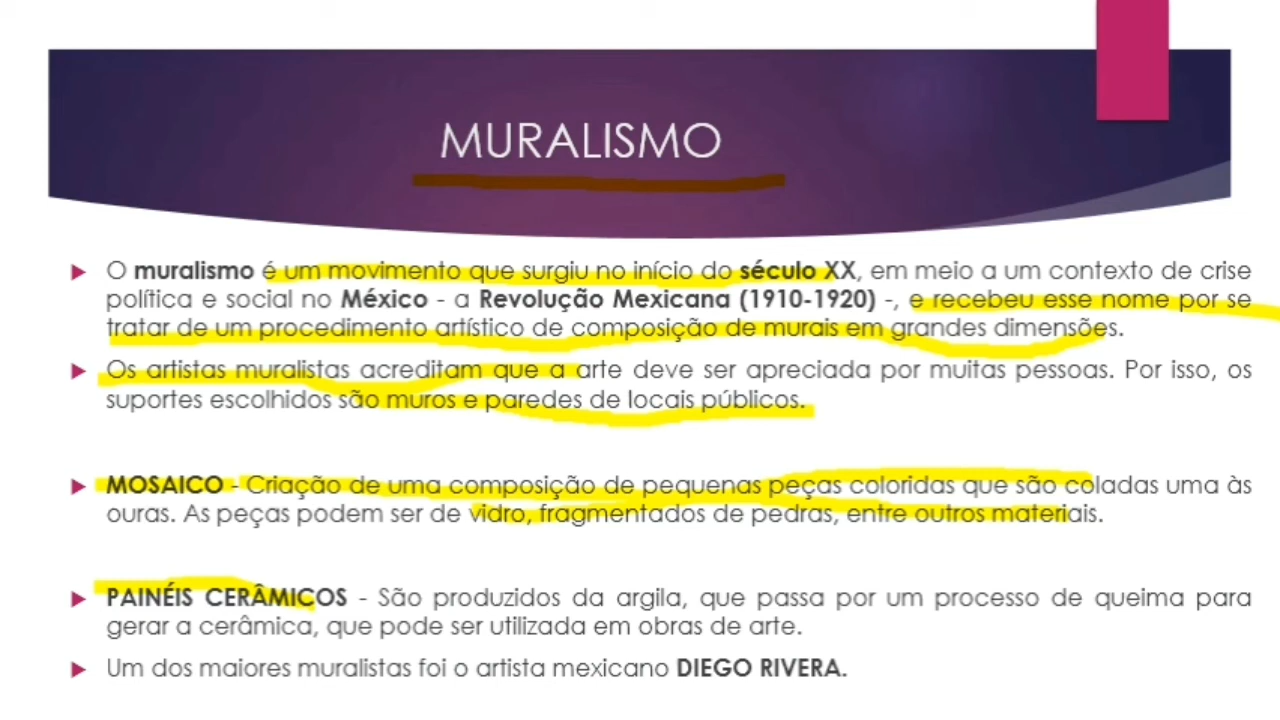 MURALISMO
O muralismo é um movimento que surgiu no início do século XX, em meio a um contexto de crise
política e social no México - a Revolução Mexicana (1910-1920) -, e recebeu esse nome por se
tratar de um procedimento artístico de composição de murais em grandes dimensões.
Os artistas muralistas acreditam que a arte deve ser apreciada por muitas pessoas. Por isso, os
suportes escolhidos são muros e paredes de locais públicos.
MOSAICO - Criação de uma composição de pequenas peças coloridas que são coladas uma às
ouras. As peças podem ser de vidro, fragmentados de pedras, entre outros materiais.
PAINÉIS CERÂMICOS - São produzidos da argila, que passa por um processo de queima para
gerar a cerâmica, que pode ser utilizada em obras de arte.
Um dos maiores muralistas foi o artista mexicano DIEGO RIVERA.